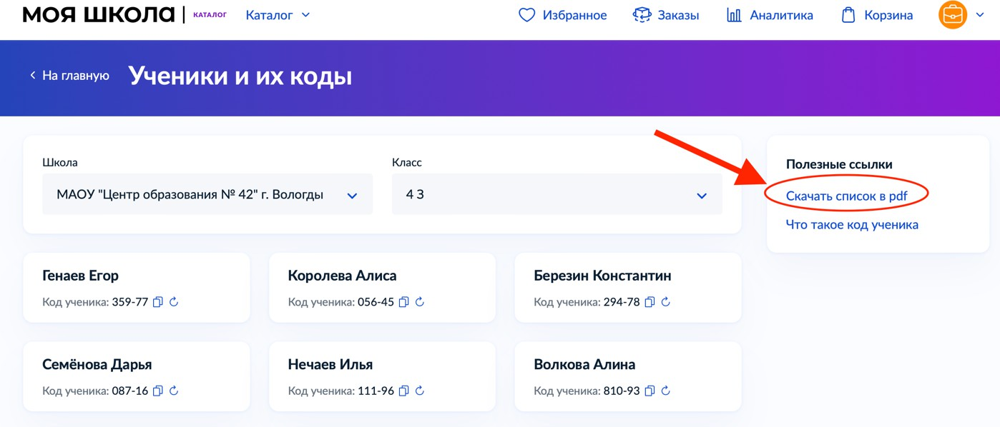 МОЯ ШКОЛА | КАТАЛОГ Каталог Избранное Заказы Аналитика Корзина
На главную Ученики и их коды
Школа Класс
МАОУ "Центр образования № 42" г. Вологды 4 З
Полезные ссылки
Скачать список в pdf
Что такое код ученика
Генаев Егор Королева Алиса Березин Константин
Код ученика: 359-77 Код ученика: 056-45 Код ученика: 294-78
Семёнова Дарья Нечаев Илья Волкова Алина
Код ученика: 087-16 Код ученика: 111-96 Код ученика: 810-93